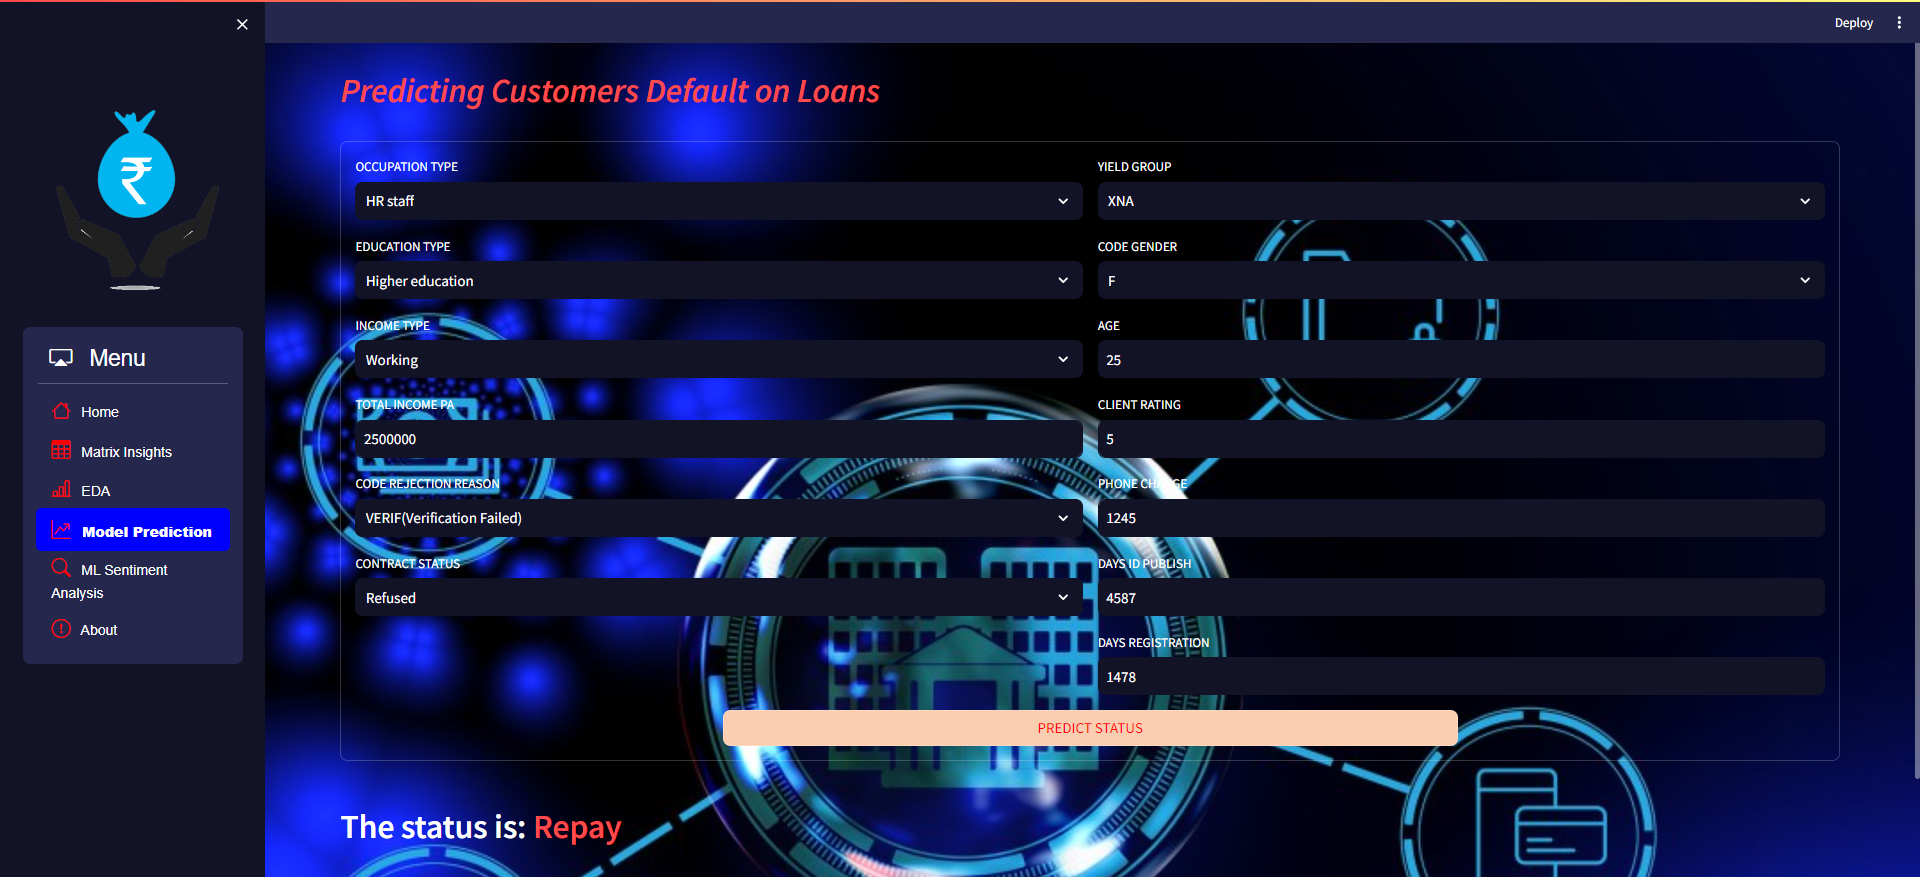 Deploy
₹
Menu
Home
Matrix Insights
EDA
Model Prediction
ML Sentiment
Analysis
About
Predicting Customers Default on Loans
OCCUPATION TYPE
HR staff
EDUCATION TYPE
Higher education
INCOME TYPE
Working
TOTAL INCOME PA
2500000
CODE REJECTION REASON
VERIF(Verification Failed)
CONTRACT STATUS
Refused
YIELD GROUP
XNA
CODE GENDER
F
AGE
25
CLIENT RATING
5
PHONE CHANGE
1245
DAYS ID PUBLISH
4587
DAYS REGISTRATION
1478
PREDICT STATUS
The status is: Repay